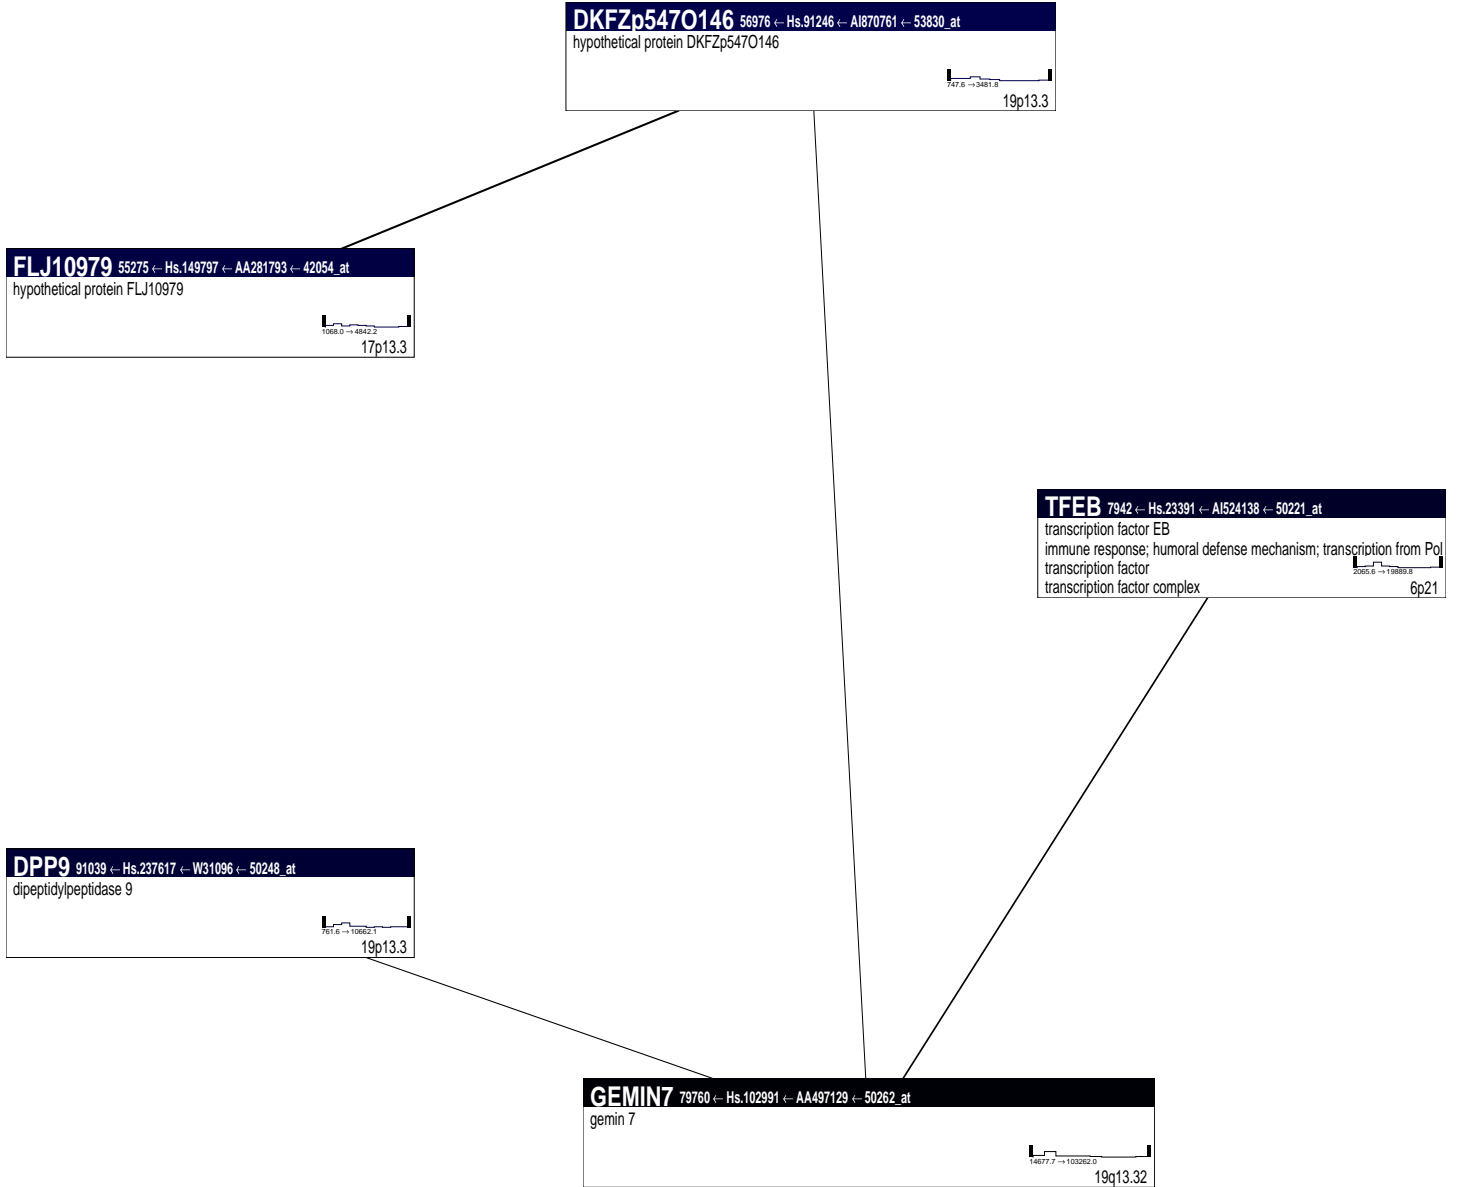 DKFZp547O146 56976 ← Hs.91246 ← AI870761 ← 53830_at
hypothetical protein DKFZp547O146
747.6 → 3481.8
19p13.3
FLJ10979 55275 ← Hs.149797 ← AA281793 ← 42054_at
hypothetical protein FLJ10979
1068.0 → 4842.2
17p13.3
TFEB 7942 ← Hs.23391 ← AI524138 ← 50221_at
transcription factor EB
immune response; humoral defense mechanism; transcription from Pol
transcription factor
2065.6 → 19889.8
transcription factor complex
6p21
DPP9 91039 ← Hs.237617 ← W31096 ← 50248_at
dipeptidylpeptidase 9
761.6 → 10662.1
19p13.3
GEMIN7 79760 ← Hs.102991 ← AA497129 ← 50262_at
gemin 7
14677.7 → 103262.0
19q13.32